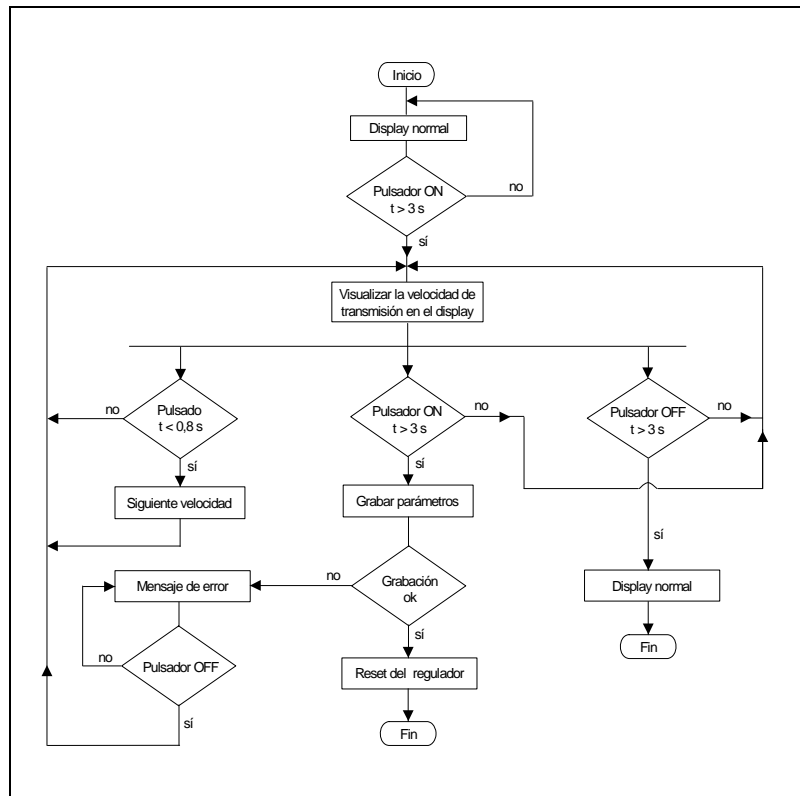 Inicio
Display normal
Pulsador ON
t > 3 s
no
sí
Visualizar la velocidad de
transmisión en el display
Pulsado
t < 0,8 s
no
sí
Siguiente velocidad
Pulsador ON
t > 3 s
no
sí
Grabar parámetros
Pulsador OFF
t > 3 s
no
sí
Display normal
Fin
Grabación
ok
no
sí
Mensaje de error
Pulsador OFF
no
sí
Reset del regulador
Fin